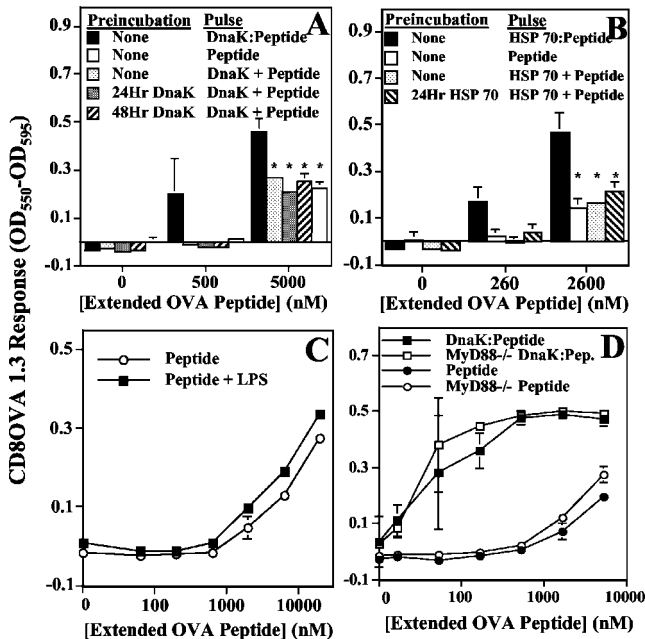 CD8OVA 1.3 Response (OD550-OD595)
A
Preincubation Pulse
None DnaK:Peptide
None Peptide
None DnaK + Peptide
24Hr DnaK DnaK + Peptide
48Hr DnaK DnaK + Peptide
0.5
0.3
0.1
-0.1
* * * *
0 500 5000
[Extended OVA Peptide] (nM)
B
Preincubation Pulse
None HSP 70:Peptide
None Peptide
None HSP 70 + Peptide
24Hr HSP 70 HSP 70 + Peptide
0.9
0.7
0.5
0.3
0.1
-0.1
* * *
0 260 2600
[Extended OVA Peptide] (nM)
C
Peptide
Peptide + LPS
0.5
0.3
0.1
-0.1
0 100 1000 10000
[Extended OVA Peptide] (nM)
D
DnaK:Peptide
MyD88-/- DnaK:Pep.
Peptide
MyD88-/- Peptide
0.7
0.5
0.3
0.1
-0.1
0 100 1000 10000
[Extended OVA Peptide] (nM)